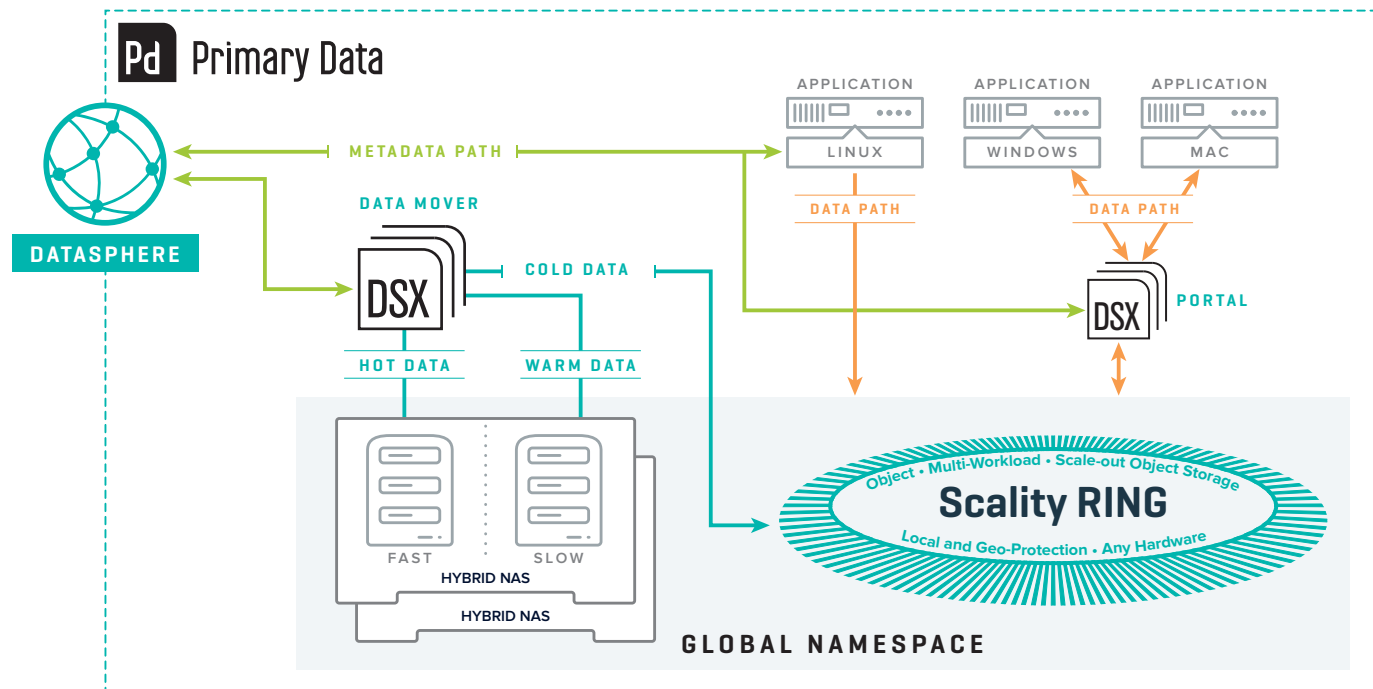 Pd Primary Data
APPLICATION
APPLICATION
APPLICATION
LINUX
WINDOWS
MAC
METADATA PATH
DATA MOVER
DATA PATH
DATA PATH
DATASPHERE
COLD DATA
DSX
DSX
PORTAL
HOT DATA
WARM DATA
Object • Multi-Workload • Scale-out Object Storage
Scality RING
Local and Geo-Protection • Any Hardware
FAST
SLOW
HYBRID NAS
HYBRID NAS
GLOBAL NAMESPACE